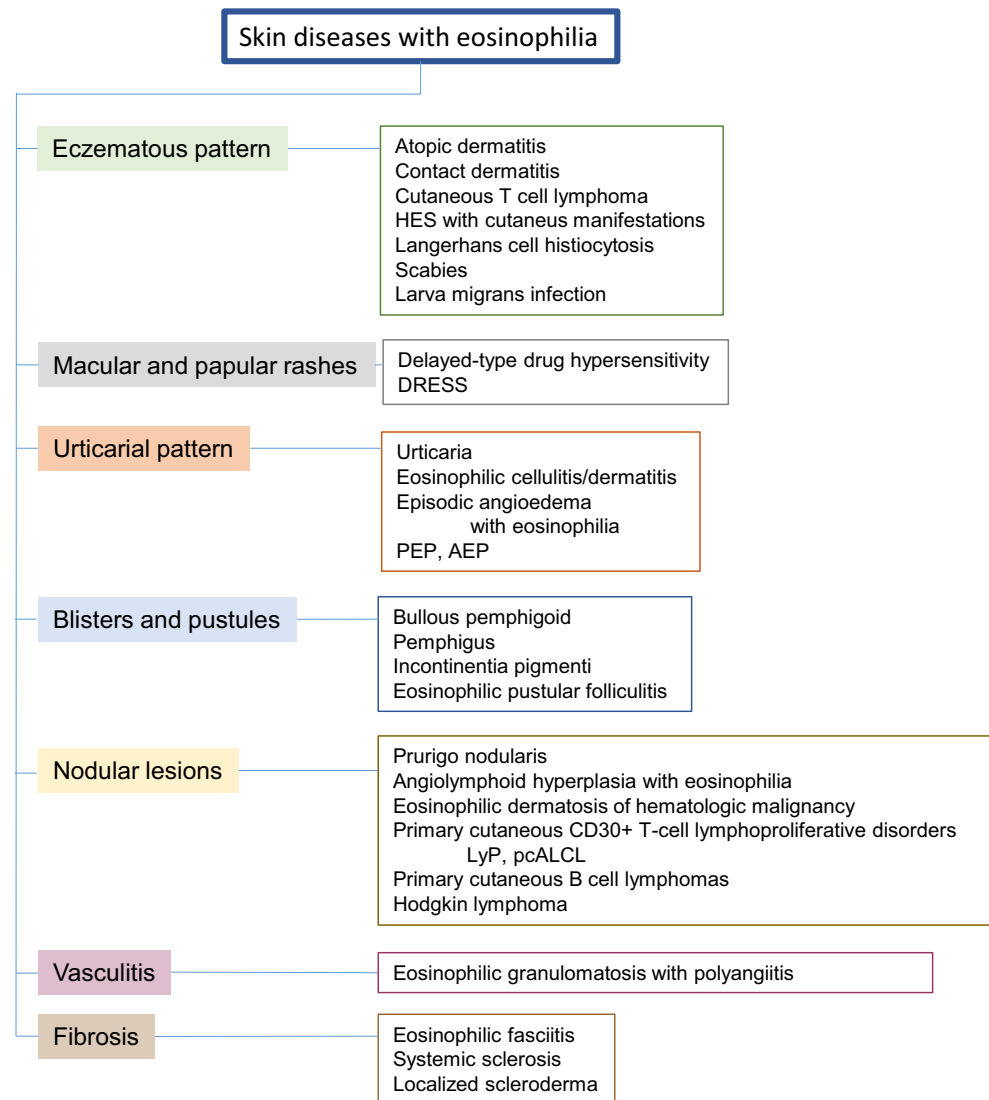 Skin diseases with eosinophilia
Eczematous pattern
Atopic dermatitis
Contact dermatitis
Cutaneous T cell lymphoma
HES with cutaneus manifestations
Langerhans cell histiocytosis
Scabies
Larva migrans infection
Macular and papular rashes
Delayed-type drug hypersensitivity
DRESS
Urticarial pattern
Urticaria
Eosinophilic cellulitis/dermatitis
Episodic angioedema
with eosinophilia
PEP, AEP
Blisters and pustules
Bullous pemphigoid
Pemphigus
Incontinentia pigmenti
Eosinophilic pustular folliculitis
Nodular lesions
Prurigo nodularis
Angiolymphoid hyperplasia with eosinophilia
Eosinophilic dermatosis of hematologic malignancy
Primary cutaneous CD30+ T-cell lymphoproliferative disorders
LyP, pcALCL
Primary cutaneous B cell lymphomas
Hodgkin lymphoma
Vasculitis
Eosinophilic granulomatosis with polyangiitis
Fibrosis
Eosinophilic fasciitis
Systemic sclerosis
Localized scleroderma